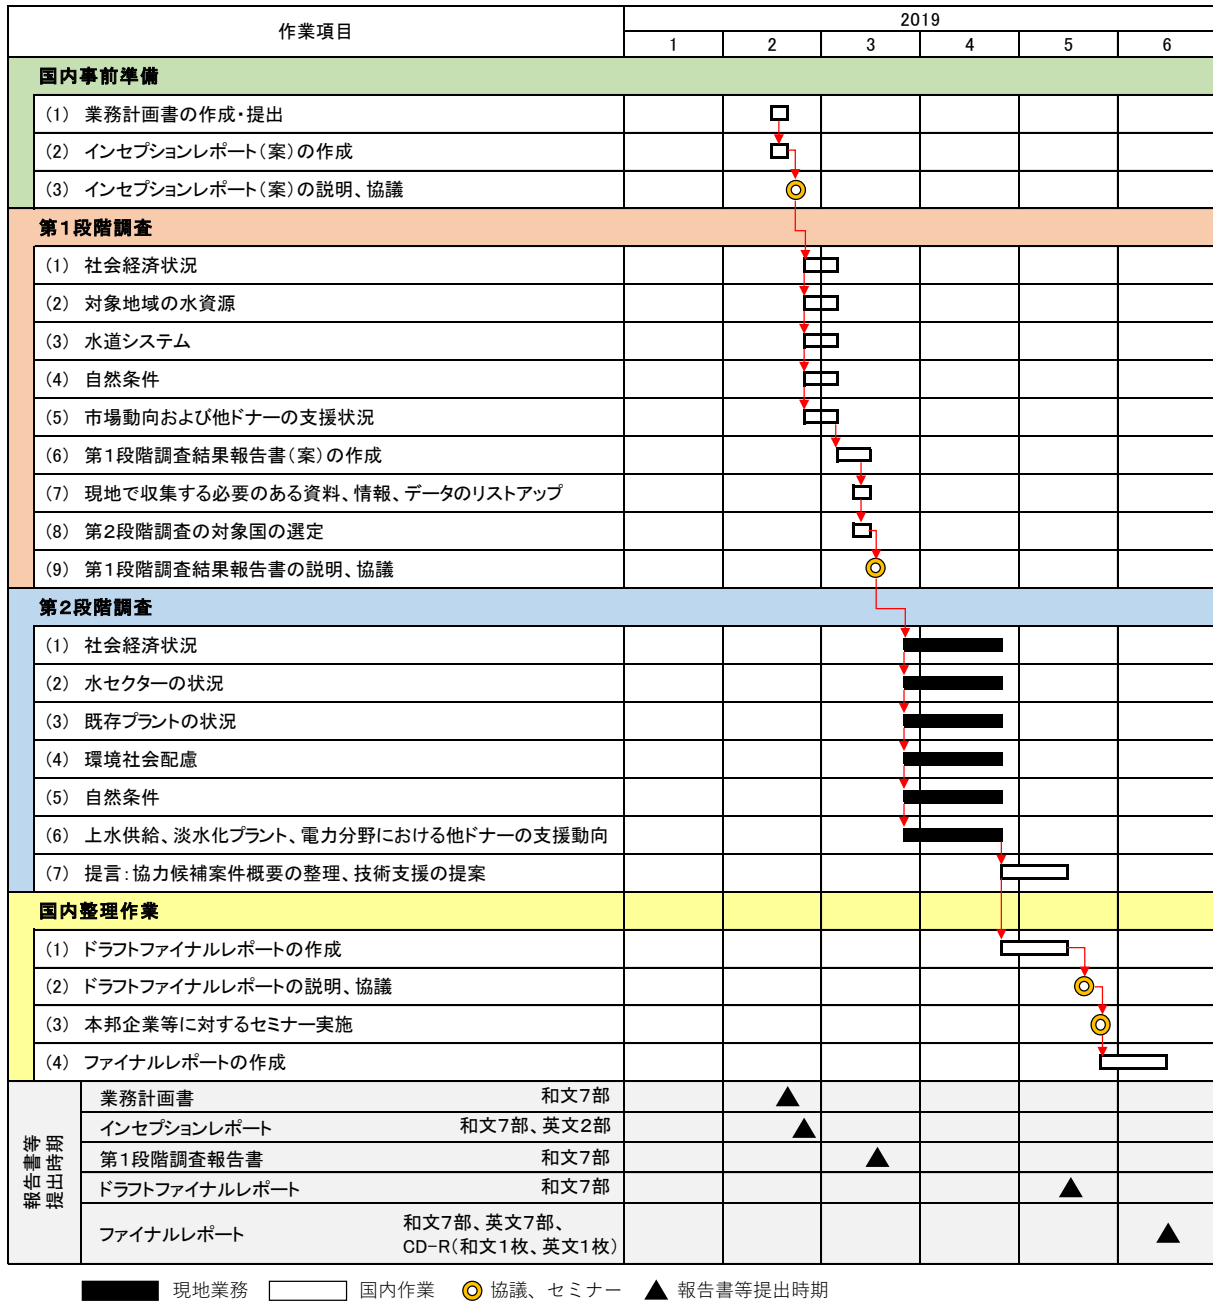 作業項目
2019
1 2 3 4 5 6
国内事前準備
(1) 業務計画書の作成・提出
(2) インセプションレポート(案)の作成
(3) インセプションレポート(案)の説明、協議
第1段階調査
(1) 社会経済状況
(2) 対象地域の水資源
(3) 水道システム
(4) 自然条件
(5) 市場動向および他ドナーの支援状況
(6) 第1段階調査結果報告書(案)の作成
(7) 現地で収集する必要のある資料、情報、データのリストアップ
(8) 第2段階調査の対象国の選定
(9) 第1段階調査結果報告書の説明、協議
第2段階調査
(1) 社会経済状況
(2) 水セクターの状況
(3) 既存プラントの状況
(4) 環境社会配慮
(5) 自然条件
(6) 上水供給、淡水化プラント、電力分野における他ドナーの支援動向
(7) 提言:協力候補案件概要の整理、技術支援の提案
国内整理作業
(1) ドラフトファイナルレポートの作成
(2) ドラフトファイナルレポートの説明、協議
(3) 本邦企業等に対するセミナー実施
(4) ファイナルレポートの作成
報告書等
提出時期
業務計画書 和文7部
インセプションレポート 和文7部、英文2部
第1段階調査報告書 和文7部
ドラフトファイナルレポート 和文7部
ファイナルレポート 和文7部、英文7部、
CD-R(和文1枚、英文1枚)
現地業務 国内作業 協議、セミナー 報告書等提出時期